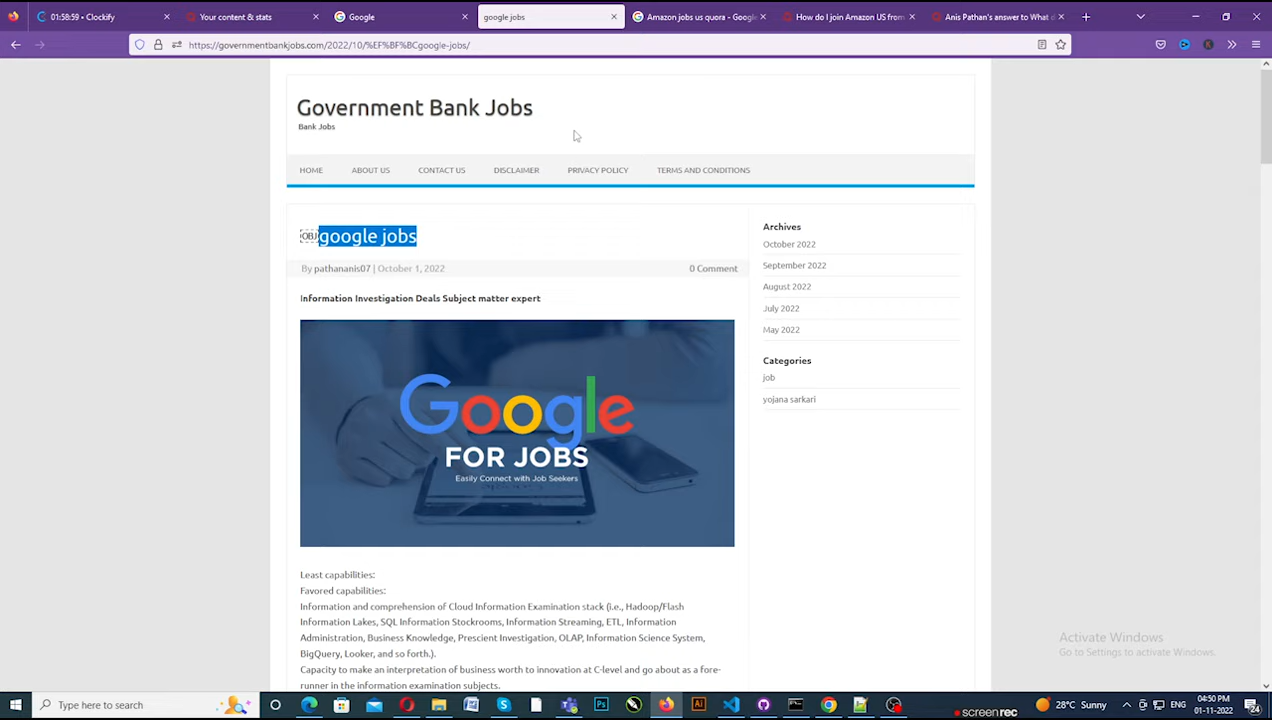 01:58:59 • Clockify
Your content & stats
Google
google jobs
Amazon jobs us quora - Google
How do I join Amazon US from
Anis Pathan's answer to What d
https://governmentbankjobs.com/2022/10/%EF%BF%BCgoogle-jobs/
Government Bank Jobs
Bank Jobs
HOME ABOUT US CONTACT US DISCLAIMER PRIVACY POLICY TERMS AND CONDITIONS
OBJ google jobs
By pathananis07 | October 1, 2022 0 Comment
Information Investigation Deals Subject matter expert
Google
FOR JOBS
Easily Connect with Job Seekers
Least capabilities:
Favored capabilities:
Information and comprehension of Cloud Information Examination stack (i.e., Hadoop/Flash
Information Lakes, SQL Information Stockrooms, Information Streaming, ETL, Information
Administration, Business Knowledge, Prescient Investigation, OLAP, Information Science System,
BigQuery, Looker, and so forth.).
Capacity to make an interpretation of business worth to innovation at C-level and go about as a fore-
runner in the information examination subjects.
Archives
October 2022
September 2022
August 2022
July 2022
May 2022
Categories
job
yojana sarkari
Activate Windows
Go to Settings to activate Windows.
Type here to search
28°C Sunny
ENG
04:50 PM
01-11-2022
24
screenrec